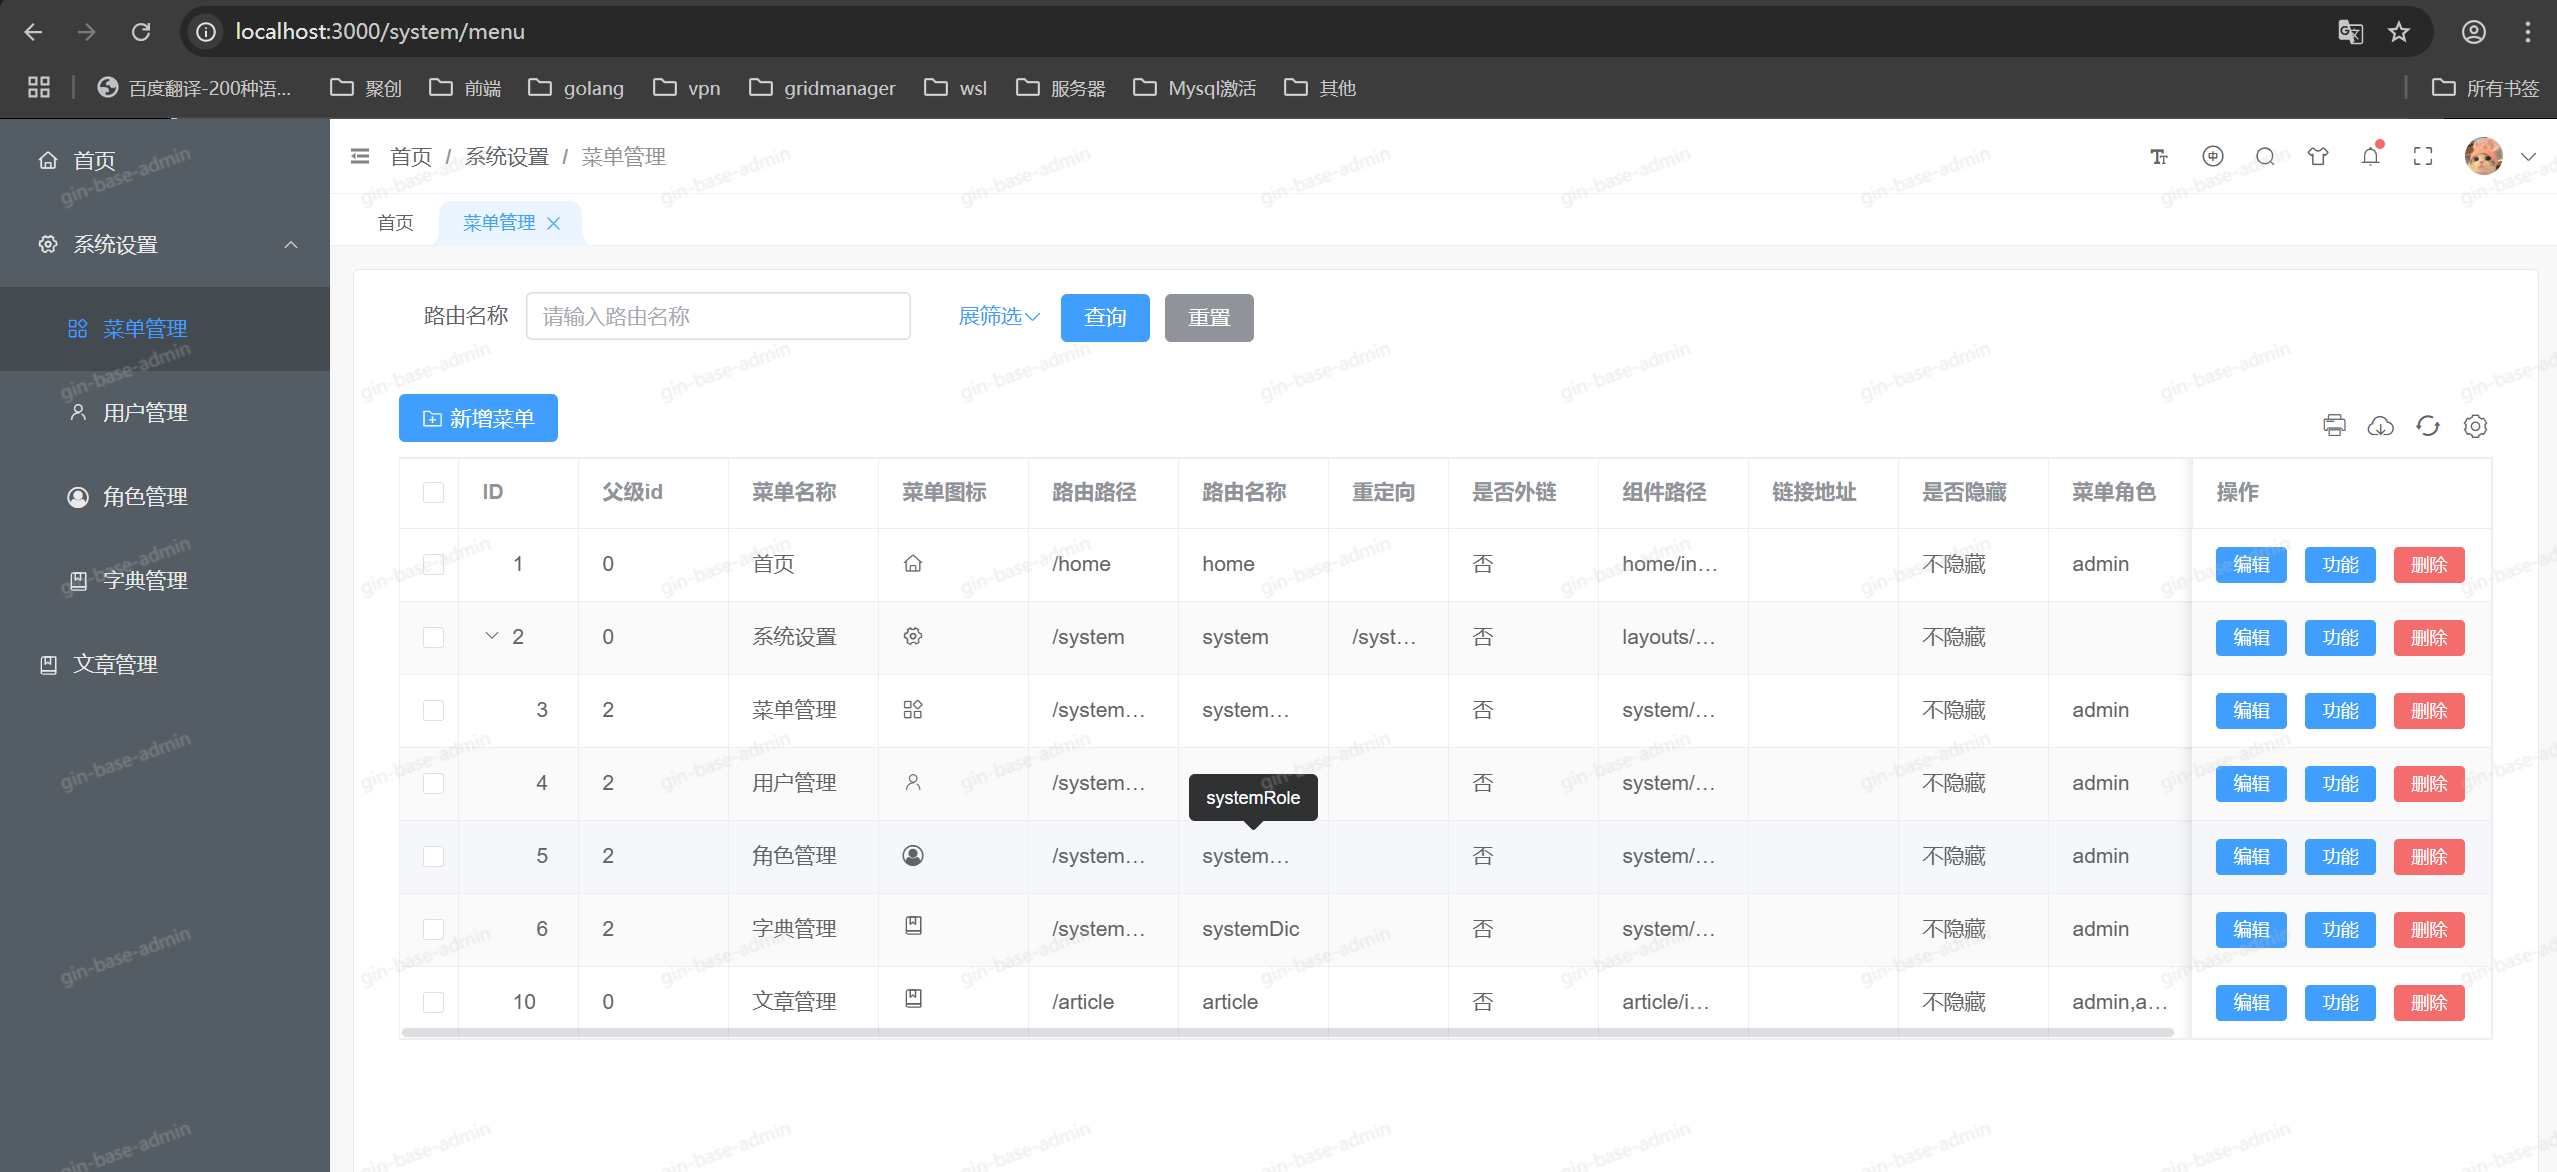 localhost:3000/system/menu
百度翻译-200种语... 聚创 前端 golang vpn gridmanager wsl 服务器 Mysql激活 其他 所有书签
首页
系统设置
菜单管理
用户管理
角色管理
字典管理
文章管理
首页 / 系统设置 / 菜单管理
首页 菜单管理
路由名称 请输入路由名称 展筛选 查询 重置
新增菜单
ID 父级id 菜单名称 菜单图标 路由路径 路由名称 重定向 是否外链 组件路径 链接地址 是否隐藏 菜单角色 操作
1 0 首页 /home home 否 home/in... 不隐藏 admin 编辑 功能 删除
2 0 系统设置 /system system /syst... 否 layouts/... 不隐藏 编辑 功能 删除
3 2 菜单管理 /system... system... 否 system/... 不隐藏 admin 编辑 功能 删除
4 2 用户管理 /system... 否 system/... 不隐藏 admin 编辑 功能 删除
systemRole
5 2 角色管理 /system... system... 否 system/... 不隐藏 admin 编辑 功能 删除
6 2 字典管理 /system... systemDic 否 system/... 不隐藏 admin 编辑 功能 删除
10 0 文章管理 /article article 否 article/i... 不隐藏 admin,a... 编辑 功能 删除
gin-base-admin